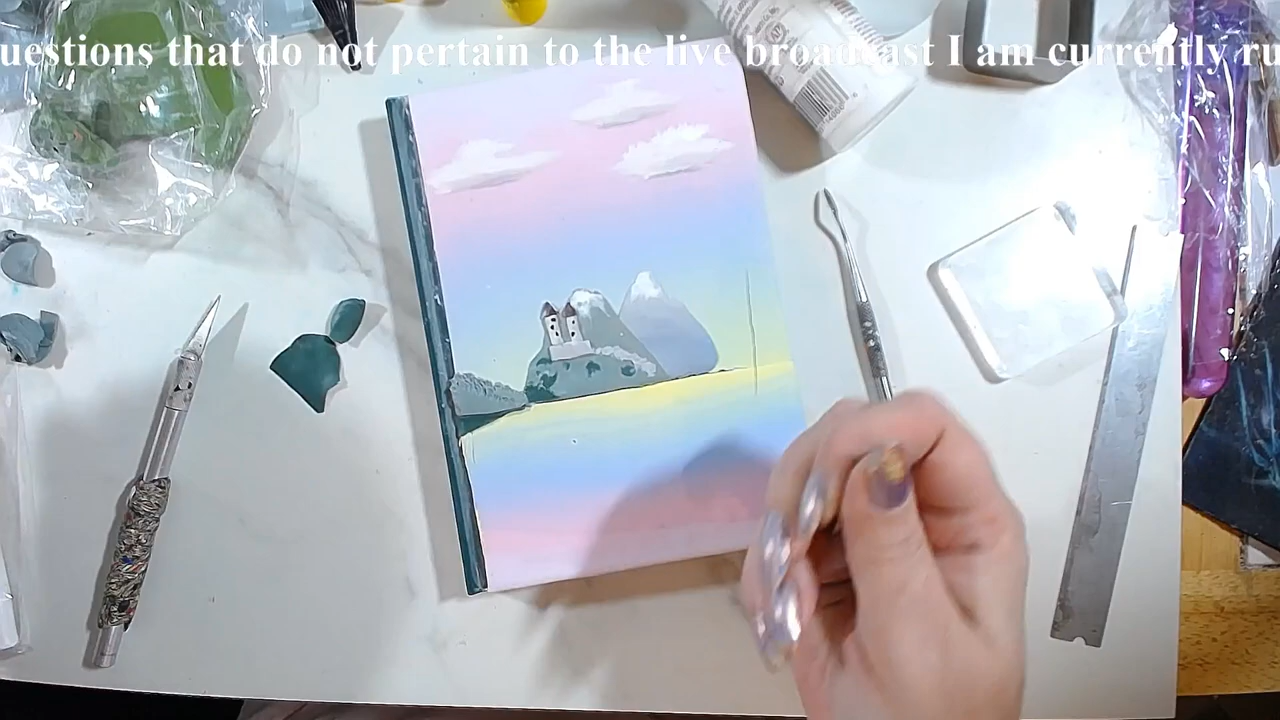 uestions that do not pertain to the live broadcast I am currently ru